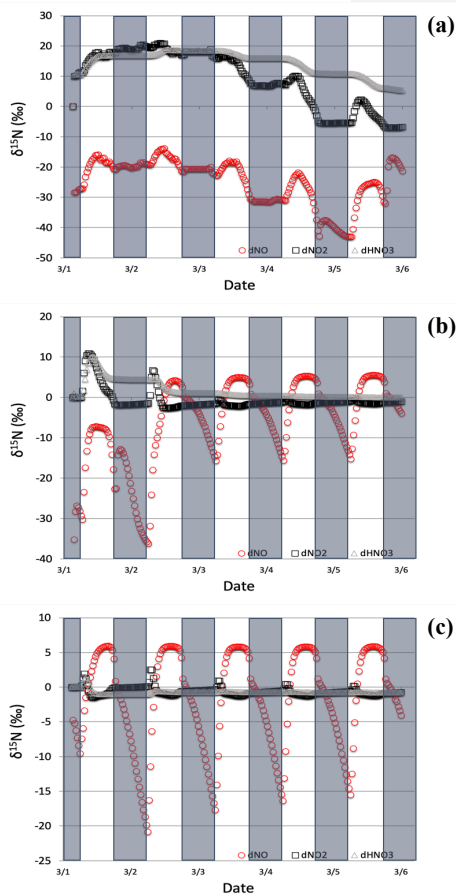 (a)
30
20
10
0
-10
-20
-30
-40
-50
δ¹⁵N (‰)
3/1 3/2 3/3 3/4 3/5 3/6
Date
dNO dNO2 dHNO3
(b)
20
10
0
-10
-20
-30
-40
δ¹⁵N (‰)
3/1 3/2 3/3 3/4 3/5 3/6
Date
dNO dNO2 dHNO3
(c)
10
5
0
-5
-10
-15
-20
-25
δ¹⁵N (‰)
3/1 3/2 3/3 3/4 3/5 3/6
Date
dNO dNO2 dHNO3